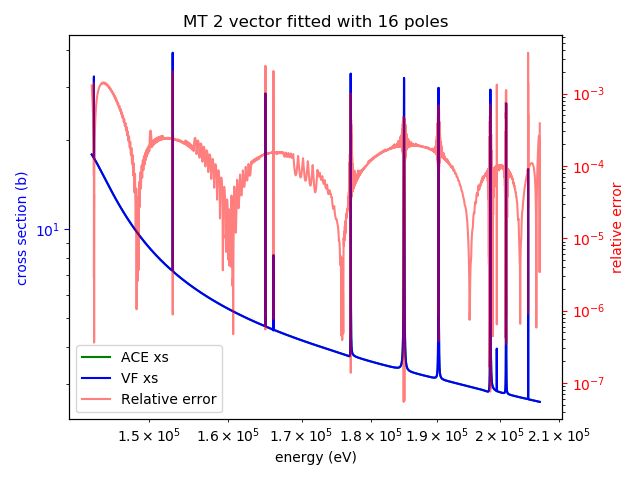 MT 2 vector fitted with 16 poles
cross section (b)
10¹
10⁻³
10⁻⁴
10⁻⁵
10⁻⁶
10⁻⁷
relative error
ACE xs
VF xs
Relative error
1.5 × 10⁵ 1.6 × 10⁵ 1.7 × 10⁵ 1.8 × 10⁵ 1.9 × 10⁵ 2 × 10⁵ 2.1 × 10⁵
energy (eV)